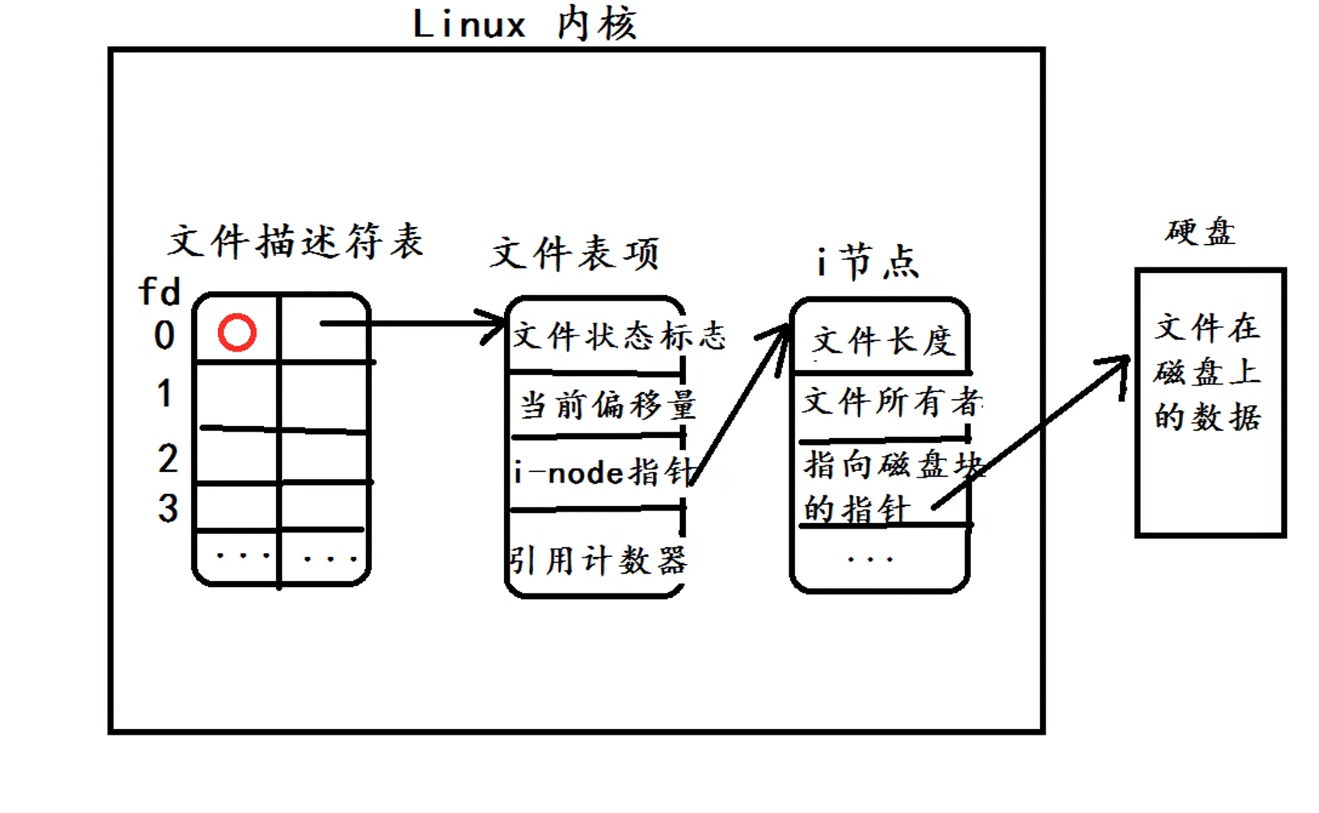 Linux 内核
文件描述符表
fd
0
1
2
3
... ...
文件表项
文件状态标志
当前偏移量
i-node指针
引用计数器
i节点
文件长度
文件所有者
指向磁盘块
的指针
...
硬盘
文件在
磁盘上
的数据